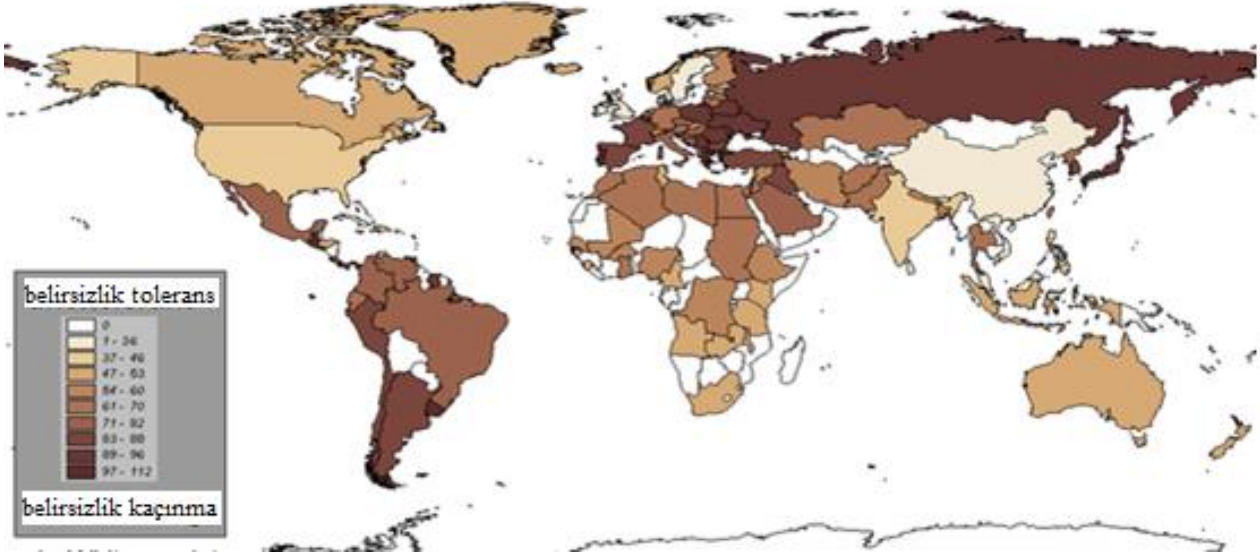 belirsizlik tolerans
0
1 - 36
37 - 46
47 - 53
54 - 60
61 - 70
71 - 82
83 - 88
89 - 96
97 - 112
belirsizlik kaçınma